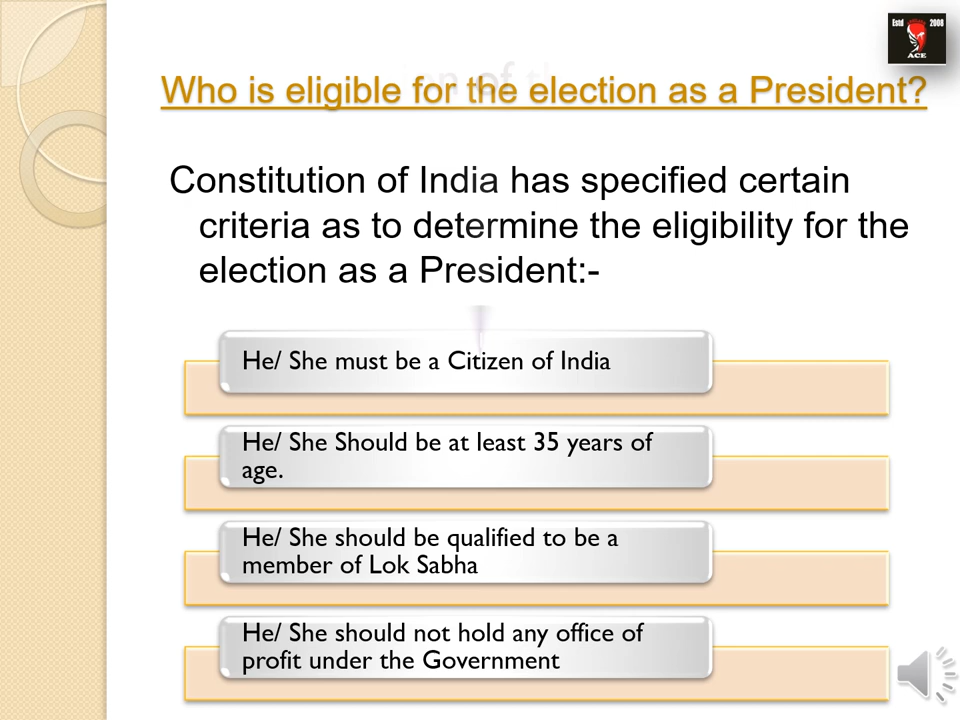 Estd 2008
ACE
Who is eligible for the election as a President?
Constitution of India has specified certain
criteria as to determine the eligibility for the
election as a President:-
He/ She must be a Citizen of India
He/ She Should be at least 35 years of
age.
He/ She should be qualified to be a
member of Lok Sabha
He/ She should not hold any office of
profit under the Government